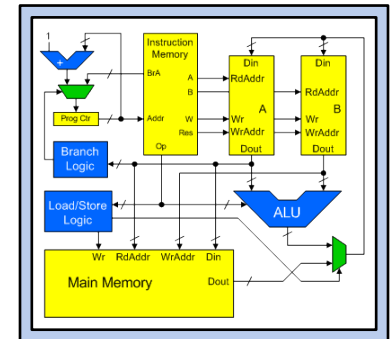 1
+
Prog Ctr
Instruction
Memory
BrA
A
B
Addr
W
Res
Op
Din
RdAddr
A
Wr
WrAddr
Dout
Din
RdAddr
B
Wr
WrAddr
Dout
Branch
Logic
Load/Store
Logic
ALU
Wr RdAddr WrAddr Din
Main Memory
Dout